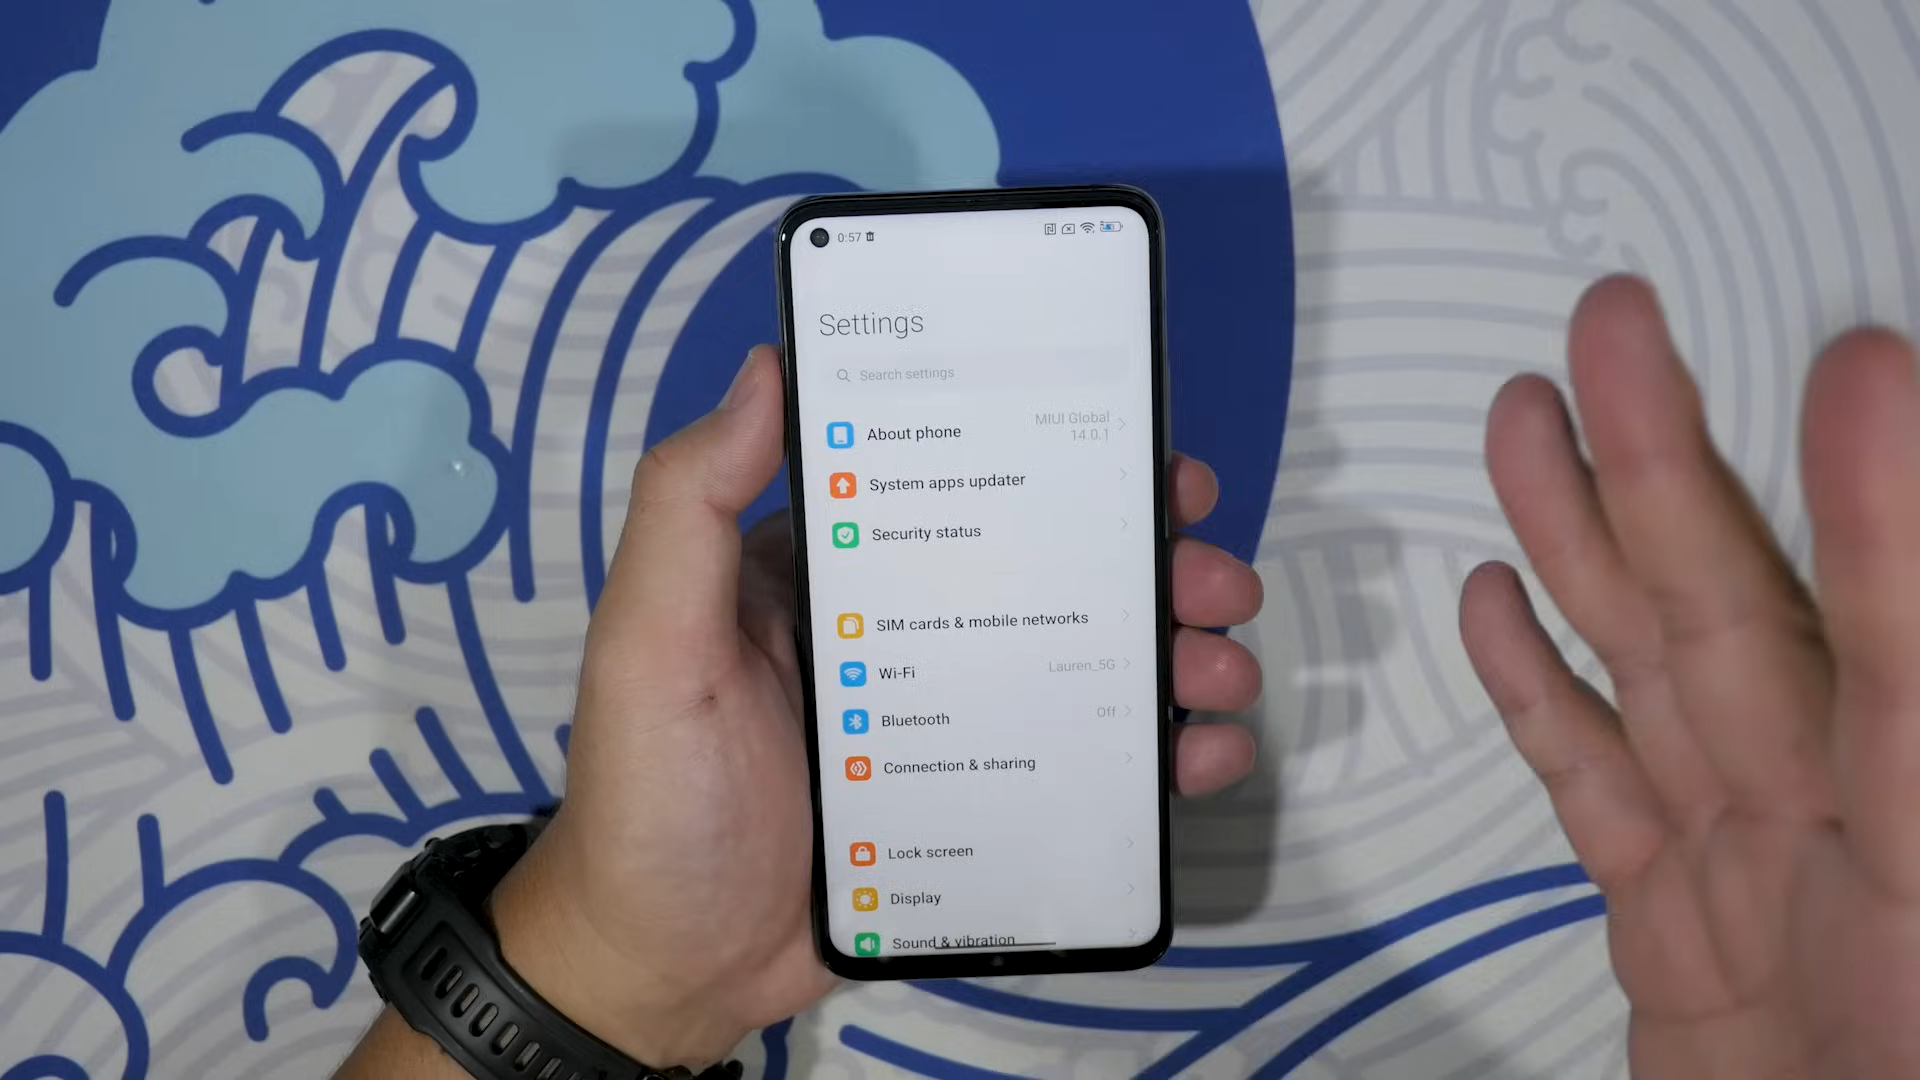 0:57
Settings
Search settings
About phone
MIUI Global
14.0.1
System apps updater
Security status
SIM cards & mobile networks
Wi-Fi
Lauren_5G
Bluetooth
Off
Connection & sharing
Lock screen
Display
Sound & vibration